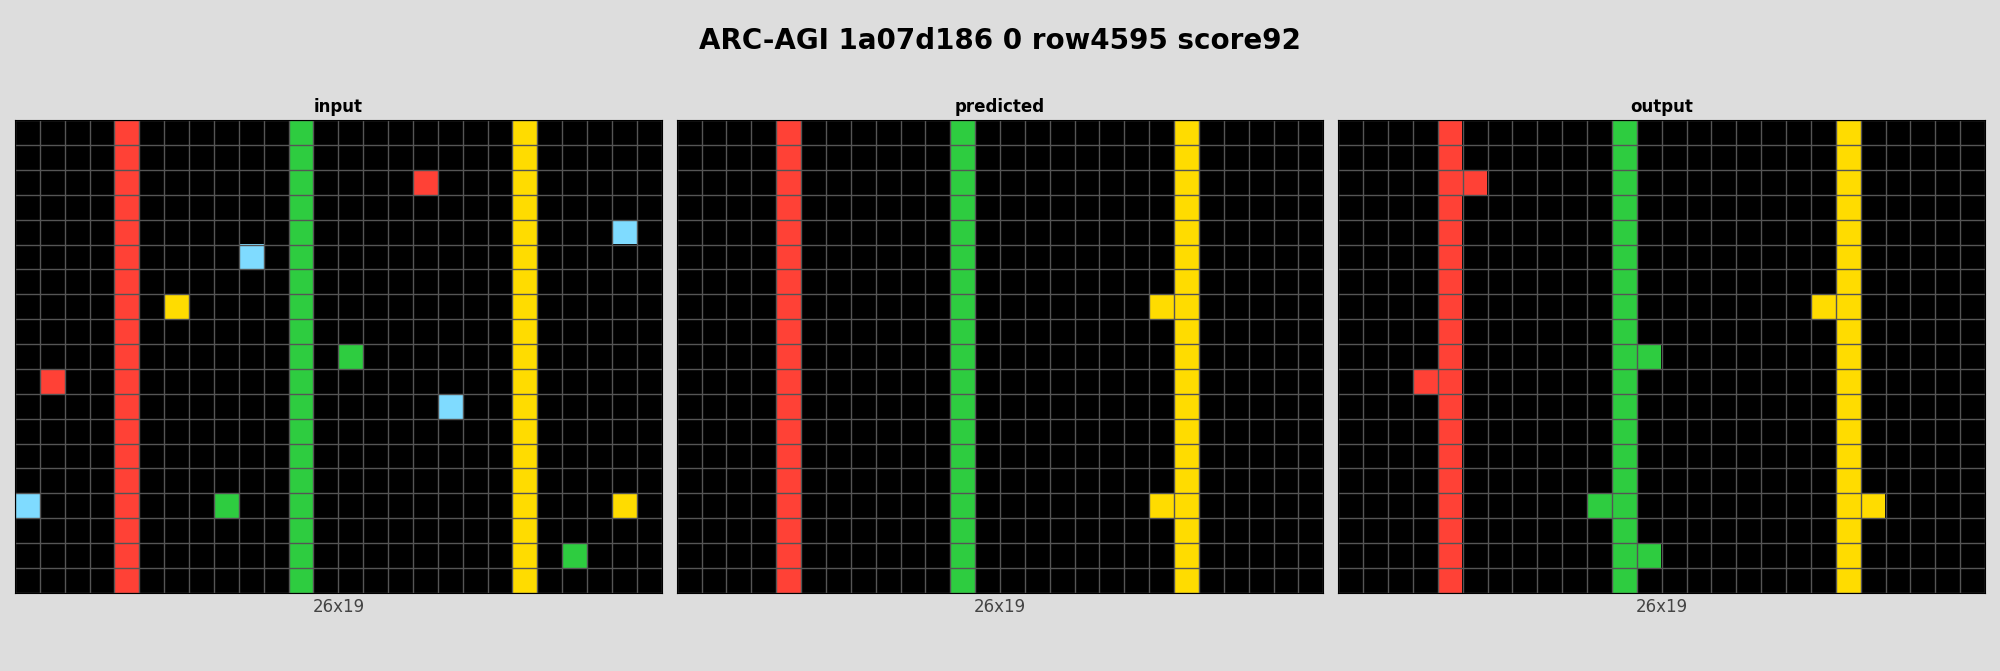 ARC-AGI 1a07d186 0 row4595 score92
input
predicted
output
26x19
26x19
26x19